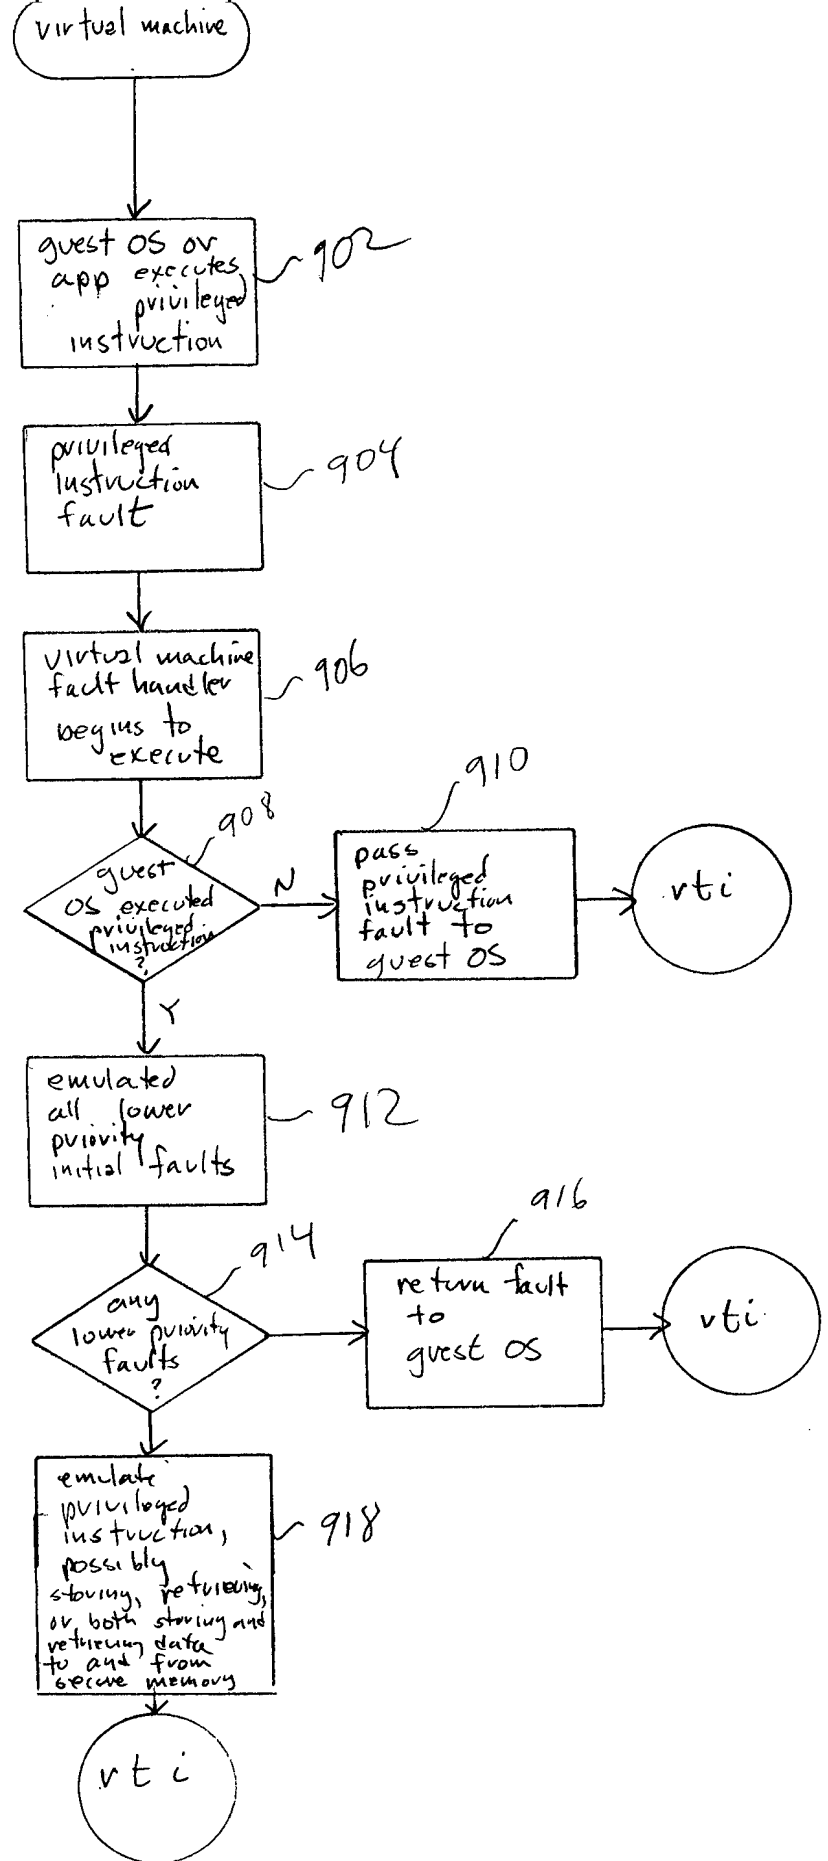 virtual machine
guest OS or
app executes
privileged
instruction
902
privileged
instruction
fault
904
virtual machine
fault handler
begins to
execute
906
908
guest
OS executed
privileged
instruction
?
N
910
pass
privileged
instruction
fault to
guest OS
rti
Y
emulated
all lower
priority
initial faults
912
914
any
lower priority
faults
?
916
return fault
to
guest OS
rti
emulate
privileged
instruction,
possibly
storing, retrieving,
or both storing and
retrieving data
to and from
secure memory
918
rti